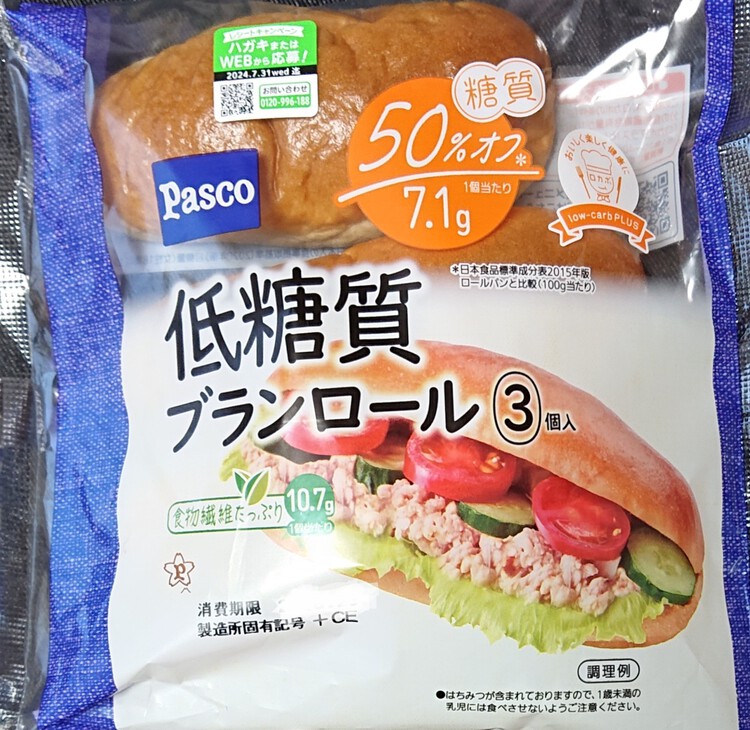 レシートキャンペーン
ハガキまたは
WEBから応募!
2024.7.31wed 迄
お問い合わせ
0120-996-188
糖質
50%オフ*
1個当たり
7.1g
Pasco
おいしく楽しく健康に
ロカボ
low-carbPLUS
*日本食品標準成分表2015年版
ロールパンと比較(100g当たり)
低糖質
ブランロール ③個入
食物繊維たっぷり 10.7g
1個当たり
消費期限
製造所固有記号 +CE
調理例
●はちみつが含まれておりますので、1歳未満の
乳児には食べさせないようご注意ください。